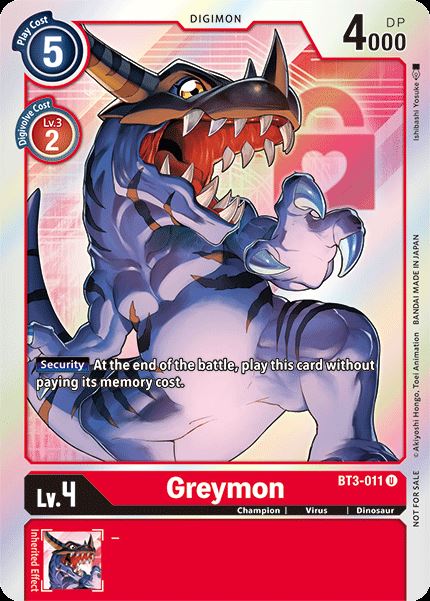 DIGIMON
Play Cost
5
DP
4000
Digivolve Cost
Lv.3
2
Ishibashi Yosuke
Security At the end of the battle, play this card without
paying its memory cost.
© Akiyoshi Hongo, Toei Animation BANDAI MADE IN JAPAN
NOT FOR SALE
Lv.4
Greymon
BT3-011 U
Champion | Virus | Dinosaur
Inherited Effect
–